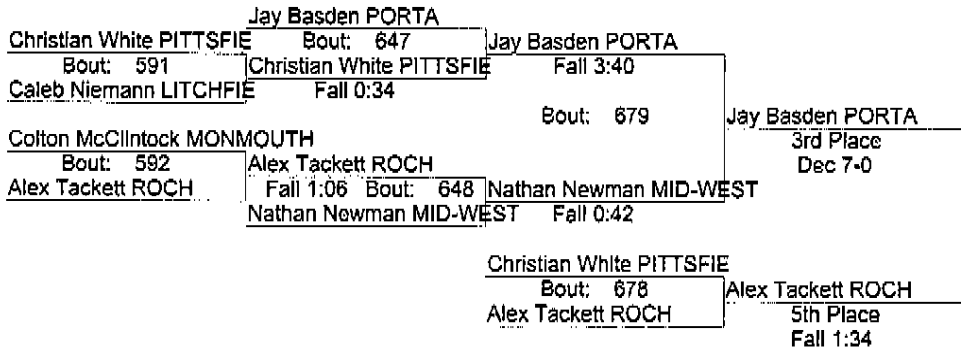 Jay Basden PORTA
Christian White PITTSFIE Bout: 647 Jay Basden PORTA
Bout: 591 Christian White PITTSFIE Fall 3:40
Caleb Niemann LITCHFIE Fall 0:34
Bout: 679 Jay Basden PORTA
Colton McClintock MONMOUTH 3rd Place
Bout: 592 Alex Tackett ROCH Dec 7-0
Alex Tackett ROCH Fall 1:06 Bout: 648 Nathan Newman MID-WEST
Nathan Newman MID-WEST Fall 0:42
Christian White PITTSFIE
Bout: 678 Alex Tackett ROCH
Alex Tackett ROCH 5th Place
Fall 1:34